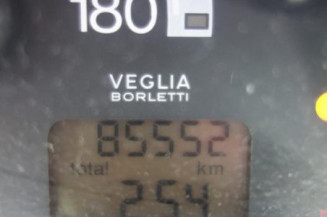 180
VEGLIA
BORLETTI
85552
total km
254